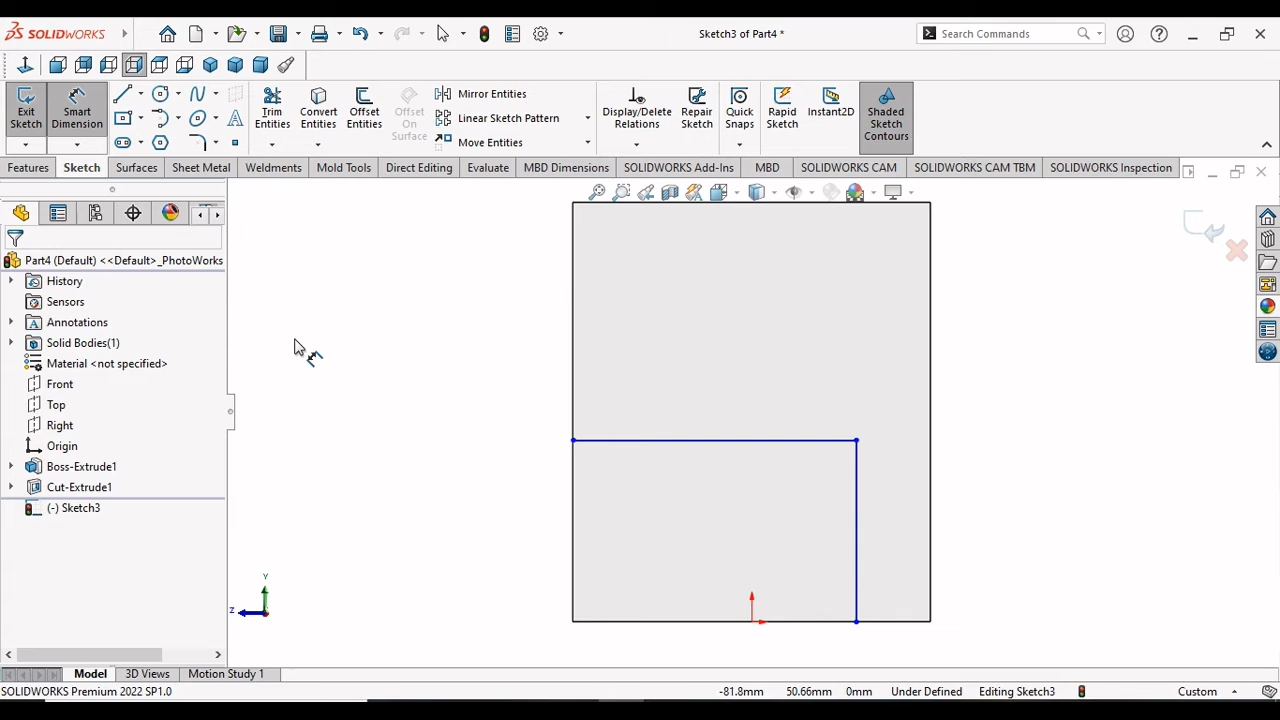 SOLIDWORKS
Sketch3 of Part4 *
Search Commands
Exit Sketch
Smart Dimension
Trim Entities
Convert Entities
Offset Entities
Offset On Surface
Mirror Entities
Linear Sketch Pattern
Move Entities
Display/Delete Relations
Repair Sketch
Quick Snaps
Rapid Sketch
Instant2D
Shaded Sketch Contours
Features Sketch Surfaces Sheet Metal Weldments Mold Tools Direct Editing Evaluate MBD Dimensions SOLIDWORKS Add-Ins MBD SOLIDWORKS CAM SOLIDWORKS CAM TBM SOLIDWORKS Inspection
Part4 (Default) <<Default>_PhotoWorks
History
Sensors
Annotations
Solid Bodies(1)
Material <not specified>
Front
Top
Right
Origin
Boss-Extrude1
Cut-Extrude1
(-) Sketch3
Y
Z
Model 3D Views Motion Study 1
SOLIDWORKS Premium 2022 SP1.0 -81.8mm 50.66mm 0mm Under Defined Editing Sketch3 Custom